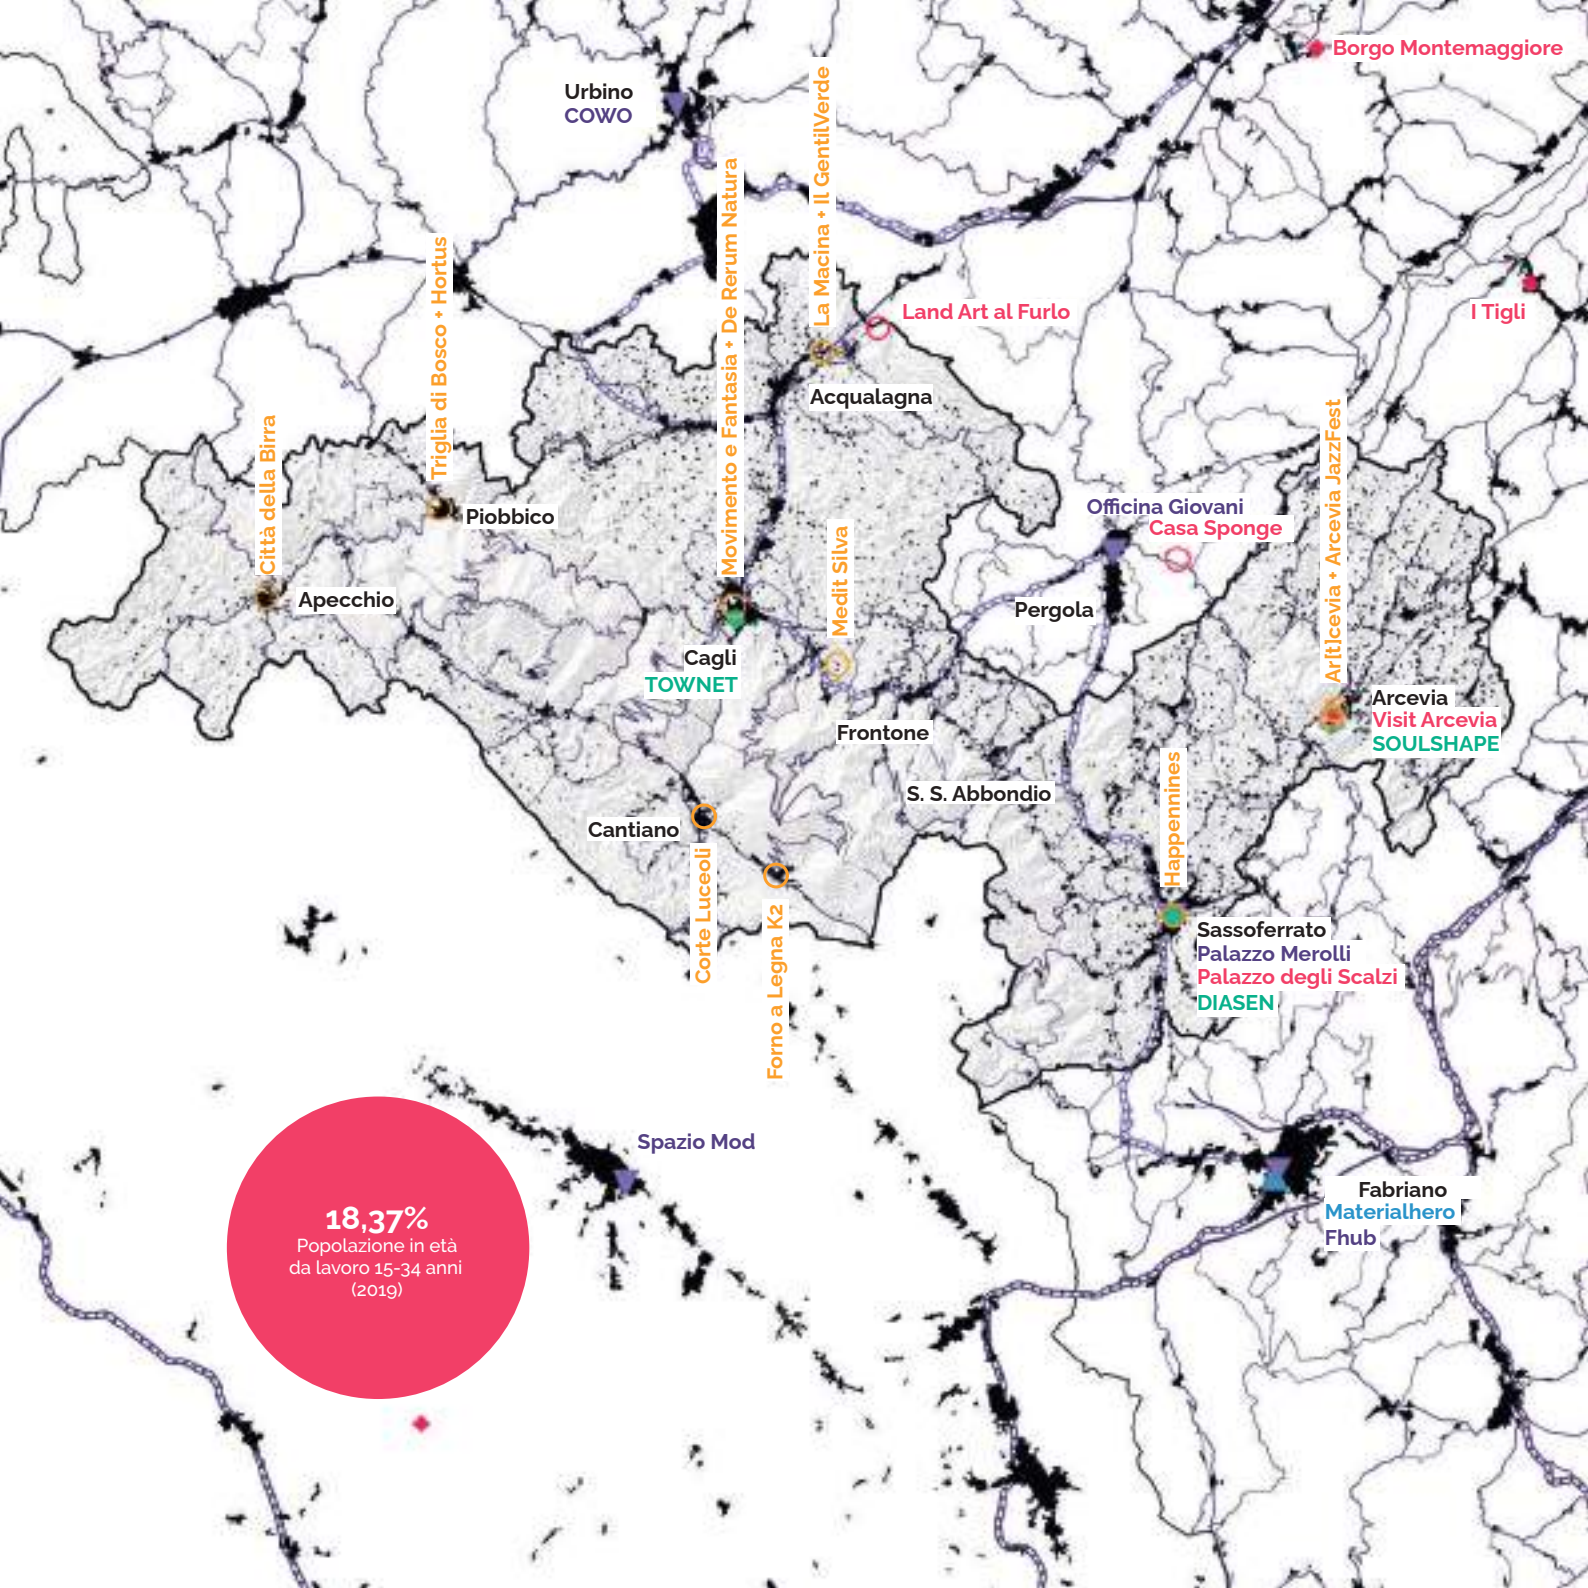 Borgo Montemaggiore
Urbino
COWO
La Macina + Il GentilVerde
Movimento e Fantasia + De Rerum Natura
Triglia di Bosco + Hortus
Land Art al Furlo
I Tigli
Acqualagna
Città della Birra
Ar[t]cevia + Arcevia JazzFest
Piobbico
Officina Giovani
Casa Sponge
Medit Silva
Apecchio
Pergola
Cagli
TOWNET
Arcevia
Visit Arcevia
SOULSHAPE
Frontone
Happennines
S. S. Abbondio
Cantiano
Corte Luceoli
Forno a Legna K2
Sassoferrato
Palazzo Merolli
Palazzo degli Scalzi
DIASEN
Spazio Mod
Fabriano
Materialhero
Fhub
18,37%
Popolazione in età
da lavoro 15-34 anni
(2019)